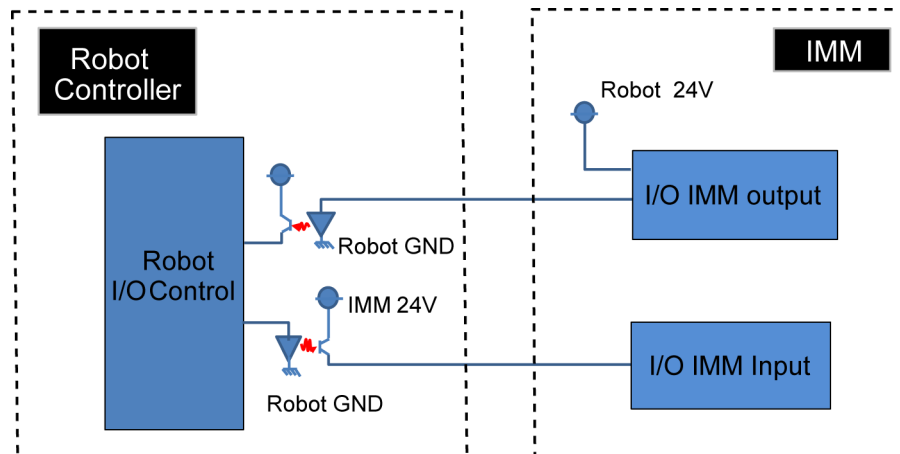 Robot
Controller
IMM
Robot 24V
I/O IMM output
Robot GND
Robot
I/O Control
IMM 24V
I/O IMM Input
Robot GND